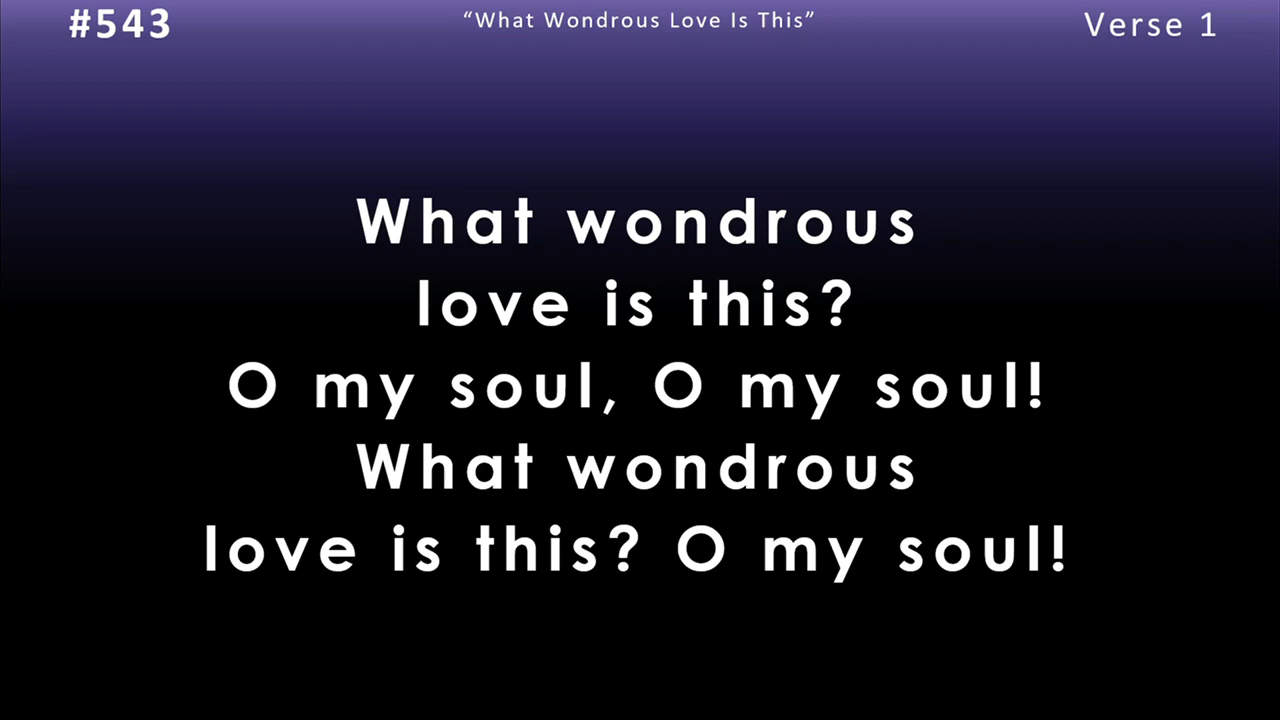 #543
“What Wondrous Love Is This”
Verse 1
What wondrous
love is this?
O my soul, O my soul!
What wondrous
love is this? O my soul!